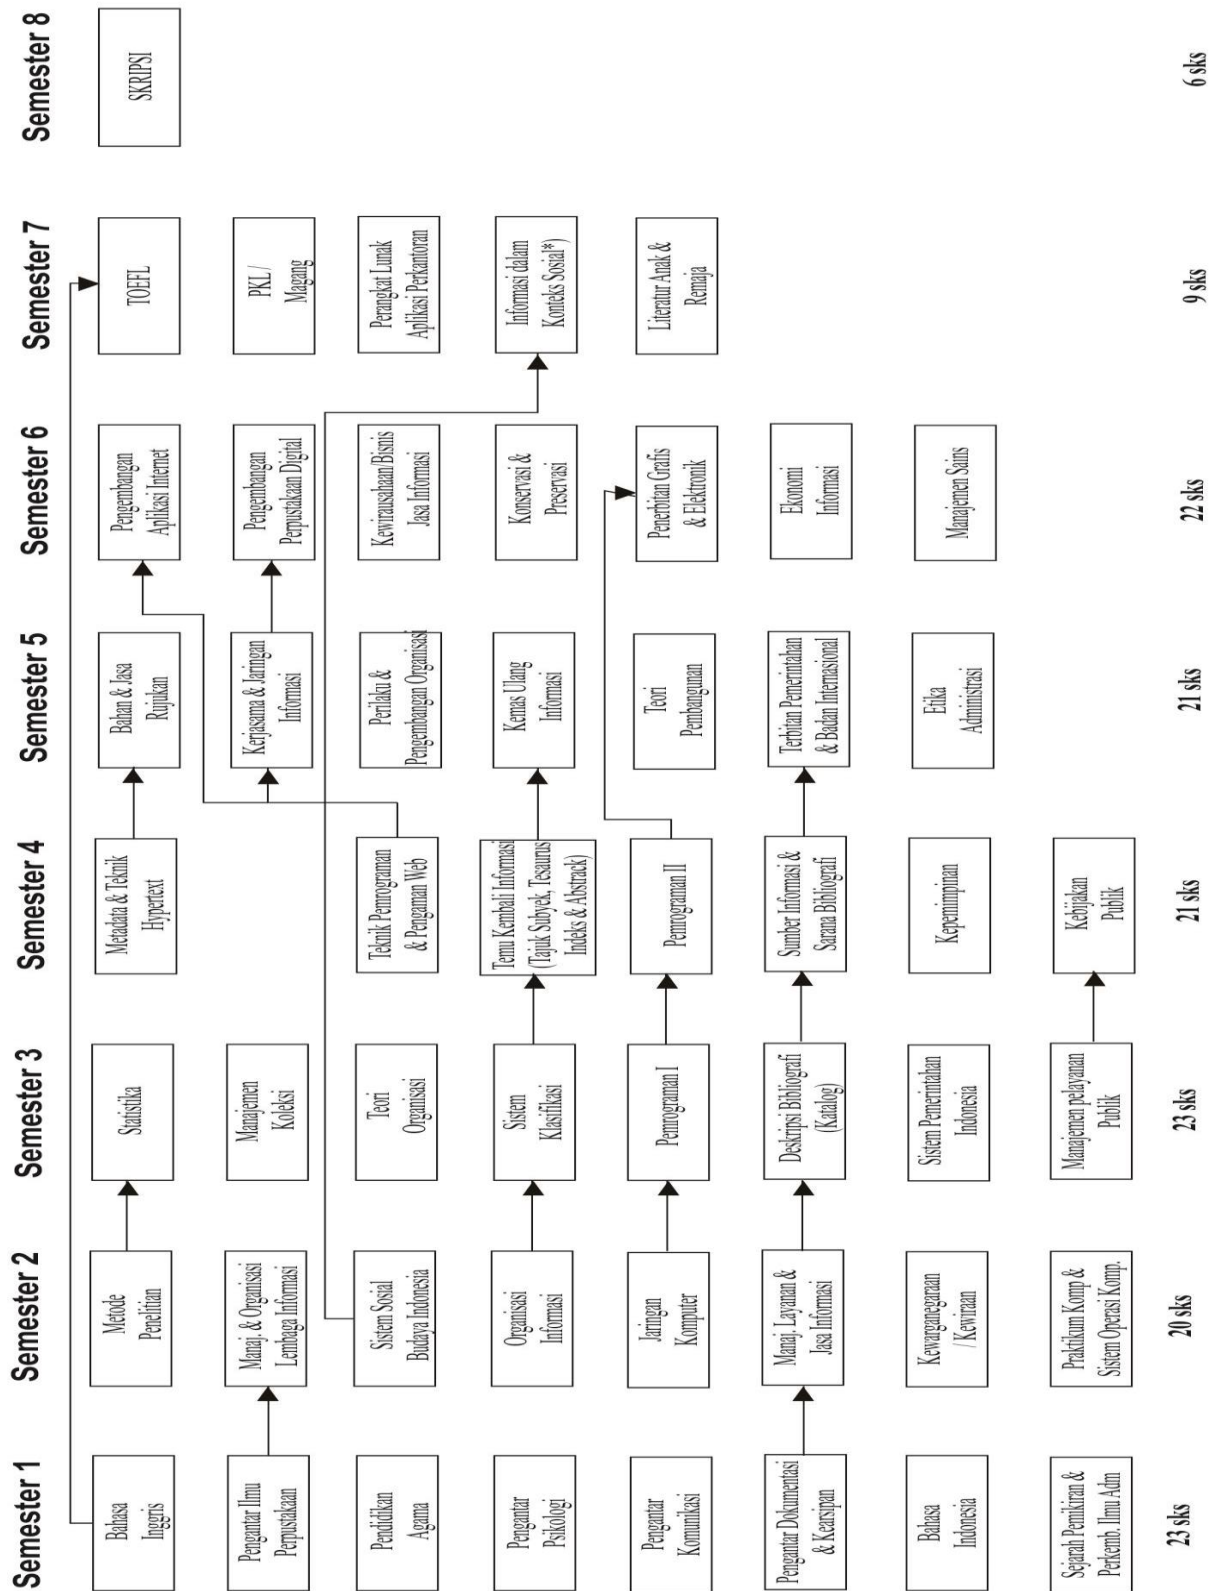 Semester 1
Bahasa
Inggris
Pengantar Ilmu
Perpustakaan
Pendidikan
Agama
Pengantar
Psikologi
Pengantar
Komunikasi
Pengantar Dokumentasi
& Kearsipan
Bahasa
Indonesia
Sejarah Pemikiran &
Perkemb. Ilmu Adm
23 sks
Semester 2
Metode
Penelitian
Manaj. & Organisasi
Lembaga Informasi
Sistem Sosial
Budaya Indonesia
Organisasi
Informasi
Jaringan
Komputer
Manaj. Layanan &
Jasa Informasi
Kewarganegaraan
/ Kewiraan
Praktikum Komp &
Sistem Operasi Komp.
20 sks
Semester 3
Statistika
Manajemen
Koleksi
Teori
Organisasi
Sistem
Klasifikasi
Pemrograman I
Deskripsi Bibliografi
(Katalog)
Sistem Pemerintahan
Indonesia
Manajemen pelayanan
Publik
23 sks
Semester 4
Metadata & Teknik
Hypertext
Teknik Pemrograman
& Pengaman Web
Temu Kembali Informasi
(Tajuk Subyek, Tesaurus
Indeks & Abstrack)
Pemrograman II
Sumber Informasi &
Sarana Bibliografi
Kepemimpinan
Kebijakan
Publik
21 sks
Semester 5
Bahan & Jasa
Rujukan
Kerjasama & Jaringan
Informasi
Perilaku &
Pengembangan Organisasi
Kemas Ulang
Informasi
Teori
Pembangunan
Terbitan Pemerintahan
& Badan Internasional
Etika
Administrasi
21 sks
Semester 6
Pengembangan
Aplikasi Internet
Pengembangan
Perpustakaan Digital
Kewirausahaan/Bisnis
Jasa Informasi
Konservasi &
Preservasi
Penerbitan Grafis
& Elektronik
Ekonomi
Informasi
Manajemen Sains
22 sks
Semester 7
TOEFL
PKL /
Magang
Perangkat Lunak
Aplikasi Perkantoran
Informasi dalam
Konteks Sosial*)
Literatur Anak &
Remaja
9 sks
Semester 8
SKRIPSI
6 sks